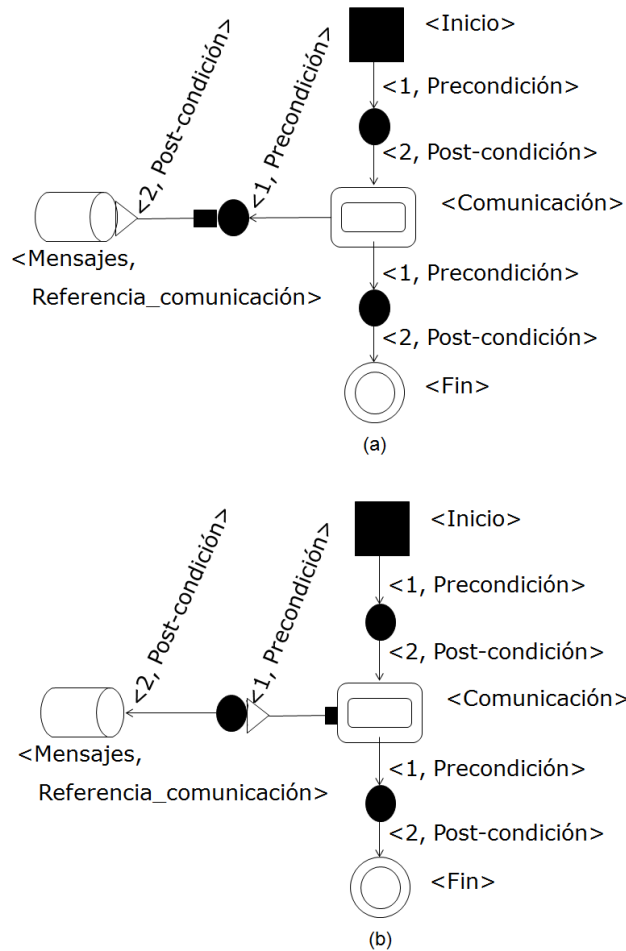 <Inicio>
<1, Precondición>
<2, Post-condición>
<2, Post-condición>
<1, Precondición>
<Comunicación>
<Mensajes,
Referencia_comunicación>
<1, Precondición>
<2, Post-condición>
<Fin>
(a)
<Inicio>
<1, Precondición>
<2, Post-condición>
<2, Post-condición>
<1, Precondición>
<Comunicación>
<Mensajes,
Referencia_comunicación>
<1, Precondición>
<2, Post-condición>
<Fin>
(b)